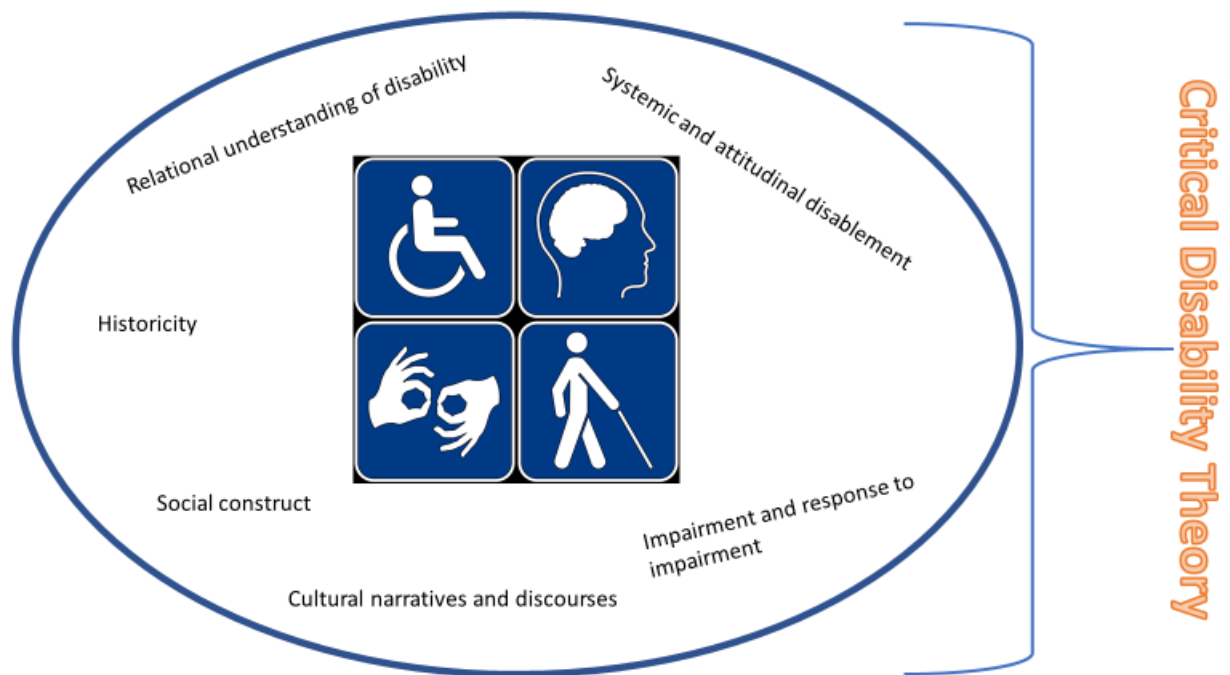 Relational understanding of disability
Systemic and attitudinal disablement
Historicity
Social construct
Impairment and response to
impairment
Cultural narratives and discourses
Critical Disability Theory